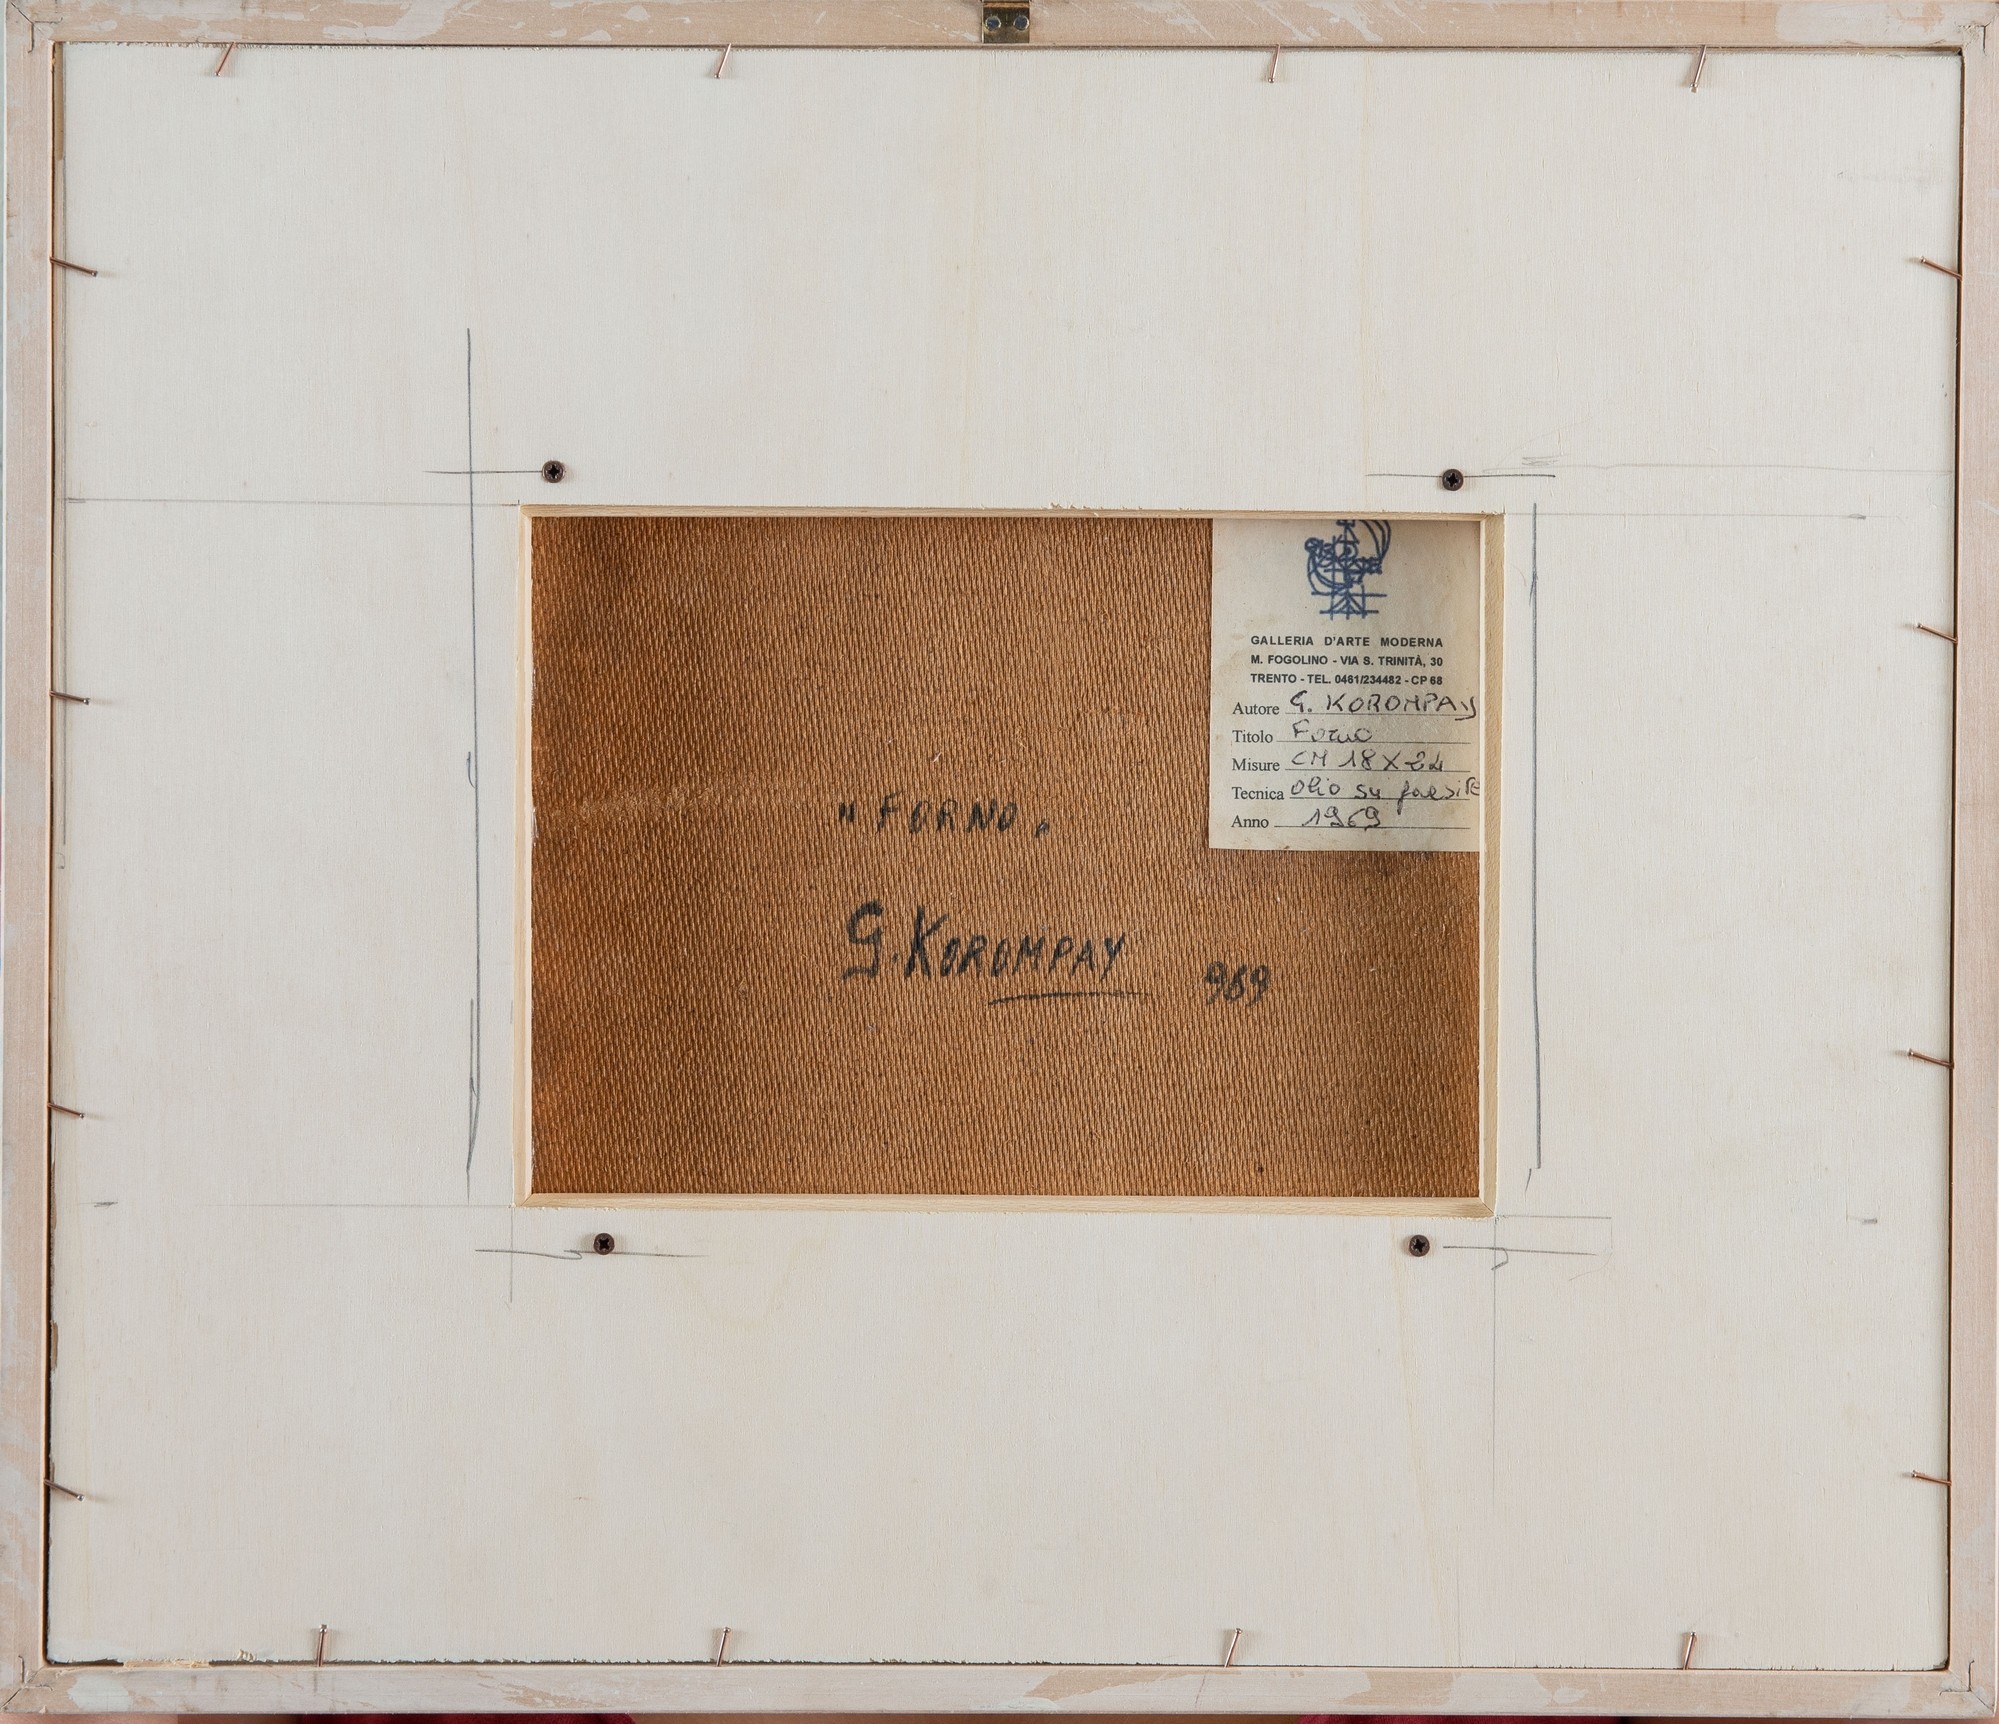 GALLERIA D'ARTE MODERNA
M. FOGOLINO - VIA S. TRINITÀ, 30
TRENTO - TEL. 0461/234482 - CP 68
Autore G. KOROMPAY
Titolo Forno
Misure CM 18 X 24
Tecnica Olio su faesite
Anno 1969
" FORNO "
G. KOROMPAY 969